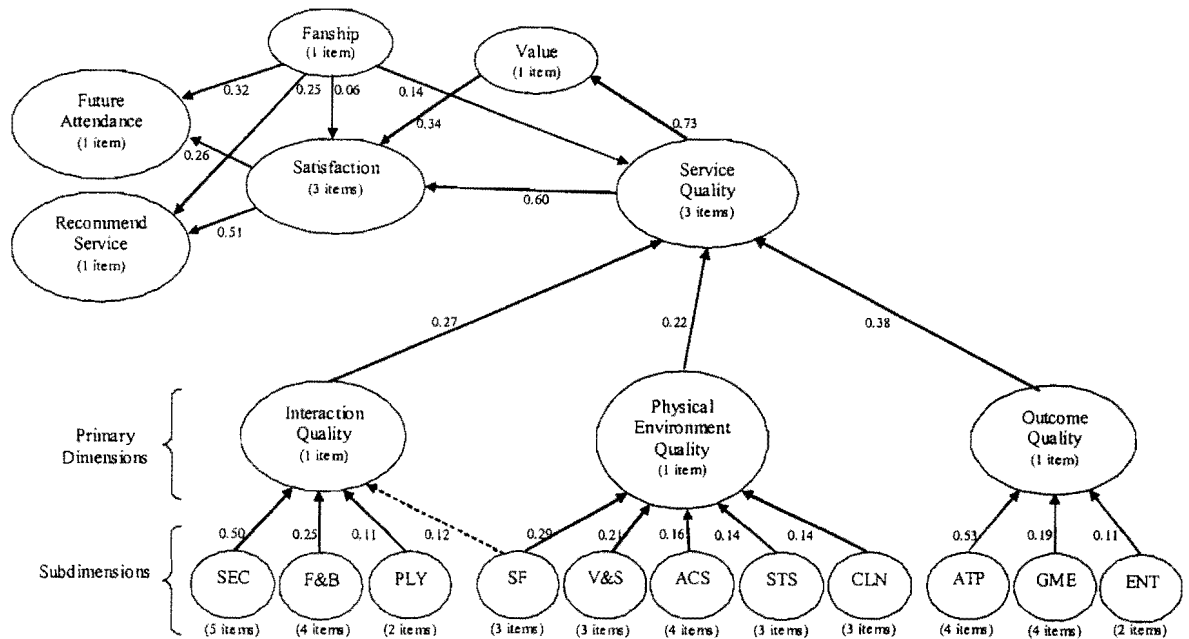 Fanship
(1 item)
Value
(1 item)
Future
Attendance
(1 item)
0.32
0.25
0.06
0.14
0.34
0.73
0.26
Satisfaction
(3 items)
Service
Quality
(3 items)
0.60
0.51
Recommend
Service
(1 item)
0.27
0.22
0.38
Primary
Dimensions
Interaction
Quality
(1 item)
Physical
Environment
Quality
(1 item)
Outcome
Quality
(1 item)
0.50
0.25
0.11
0.12
0.29
0.21
0.16
0.14
0.14
0.53
0.19
0.11
Subdimensions
SEC
F&B
PLY
SF
V&S
ACS
STS
CLN
ATP
GME
ENT
(5 items)
(4 items)
(2 items)
(3 items)
(3 items)
(4 items)
(3 items)
(3 items)
(4 items)
(4 items)
(2 items)